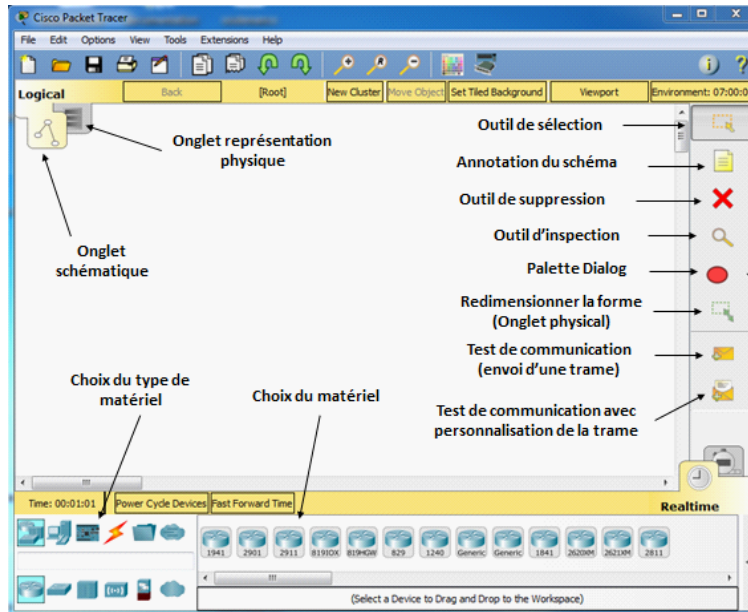 Cisco Packet Tracer
File Edit Options View Tools Extensions Help
Logical Back [Root] New Cluster Move Object Set Tiled Background Viewport Environment: 07:00:0
Outil de sélection
Onglet représentation
physique
Annotation du schéma
Outil de suppression
Onglet
schématique
Outil d'inspection
Palette Dialog
Redimensionner la forme
(Onglet physical)
Test de communication
(envoi d'une trame)
Choix du type de
matériel
Choix du matériel
Test de communication avec
personnalisation de la trame
Time: 00:01:01 Power Cycle Devices Fast Forward Time Realtime
1941 2901 2911 819IOX 819HGW 829 1240 Generic Generic 1841 2620XM 2621XM 2811
(Select a Device to Drag and Drop to the Workspace)